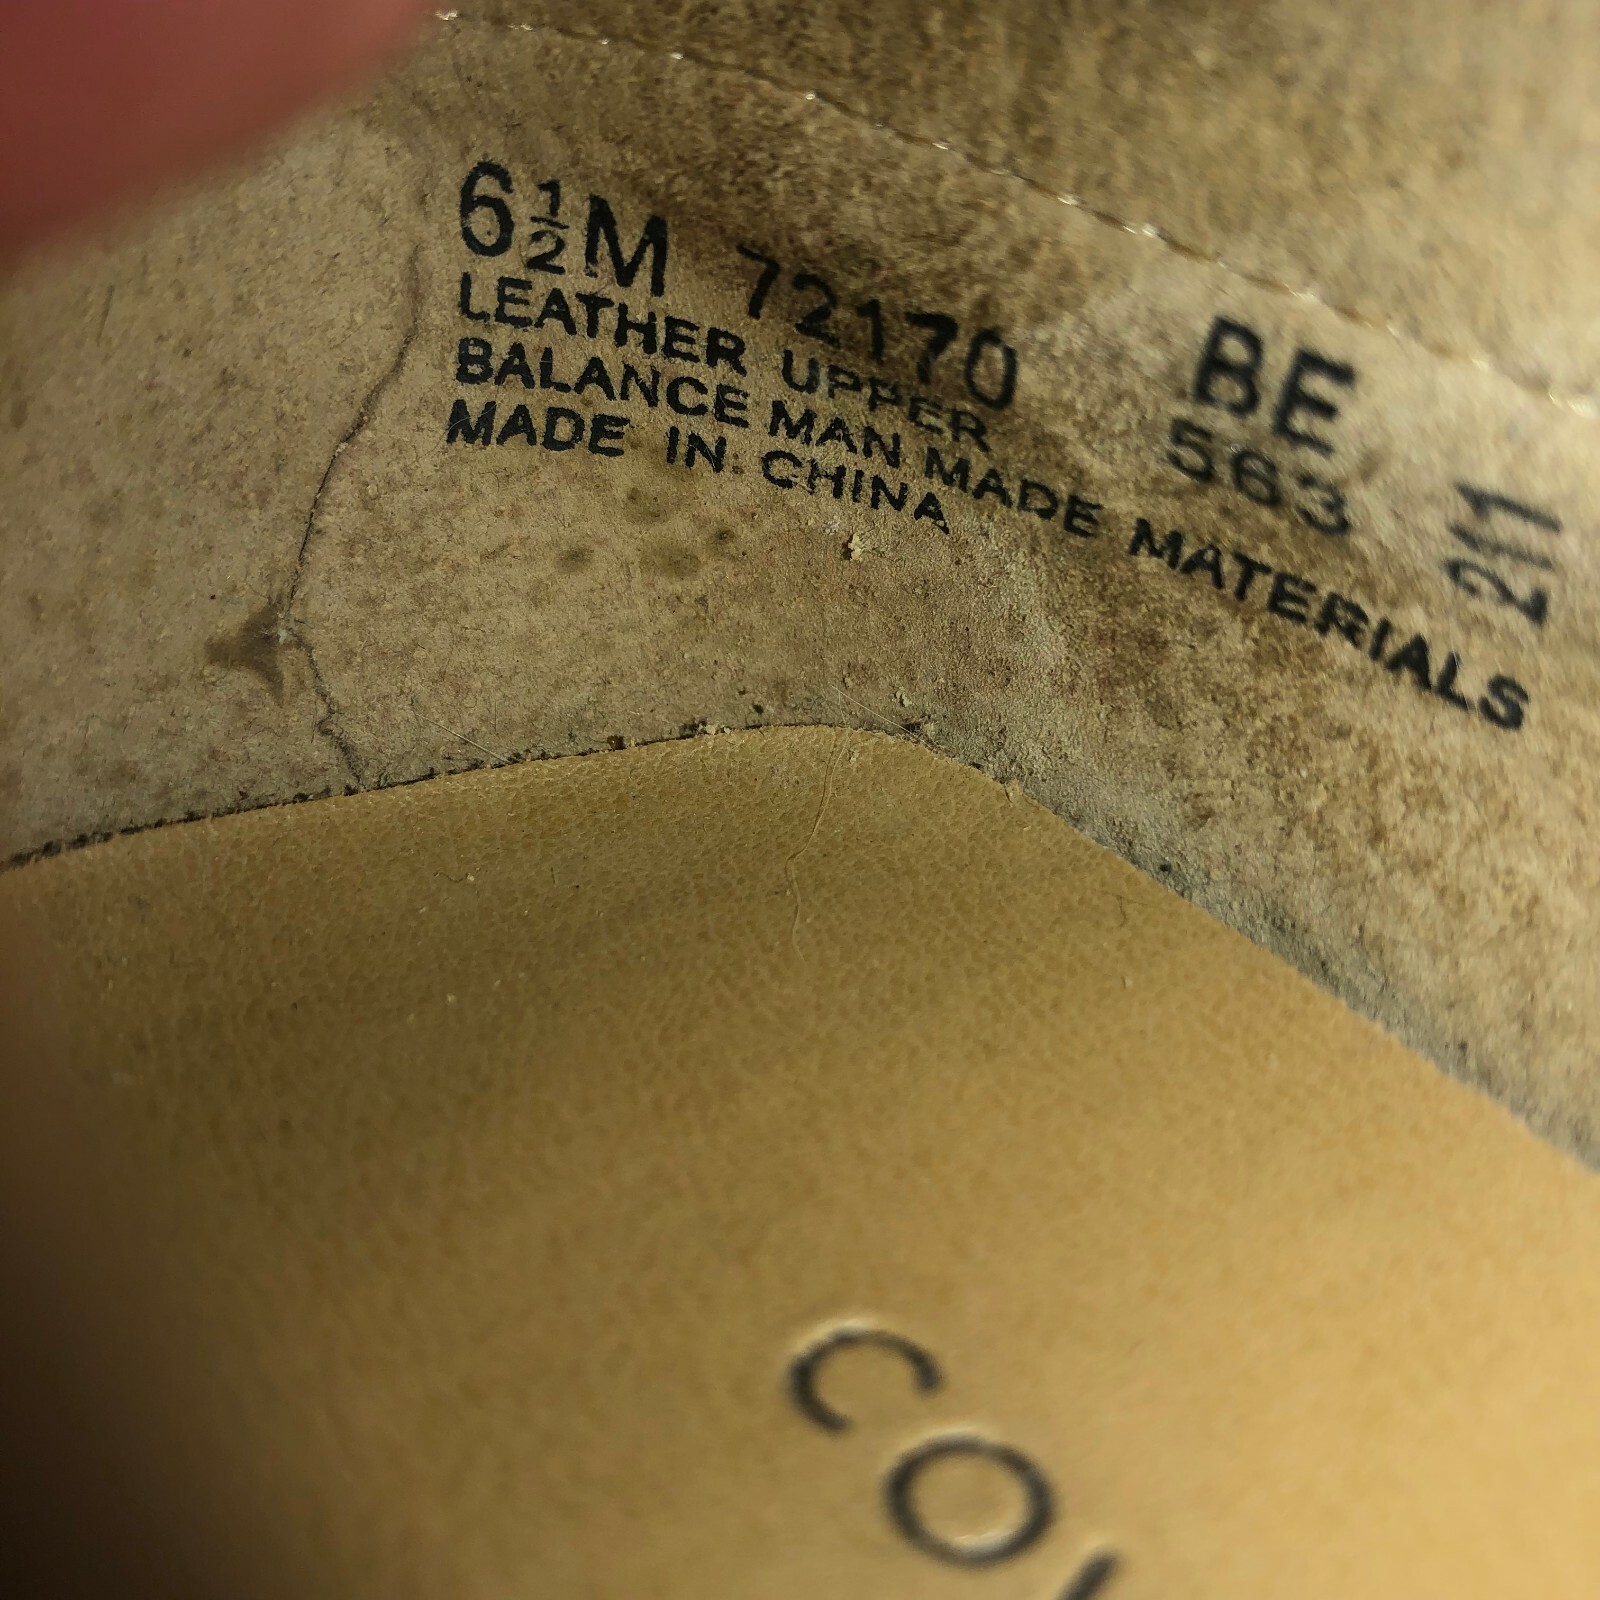 6½M 72170 BE
LEATHER UPPER 563
BALANCE MAN MADE MATERIALS
MADE IN CHINA
211
CO